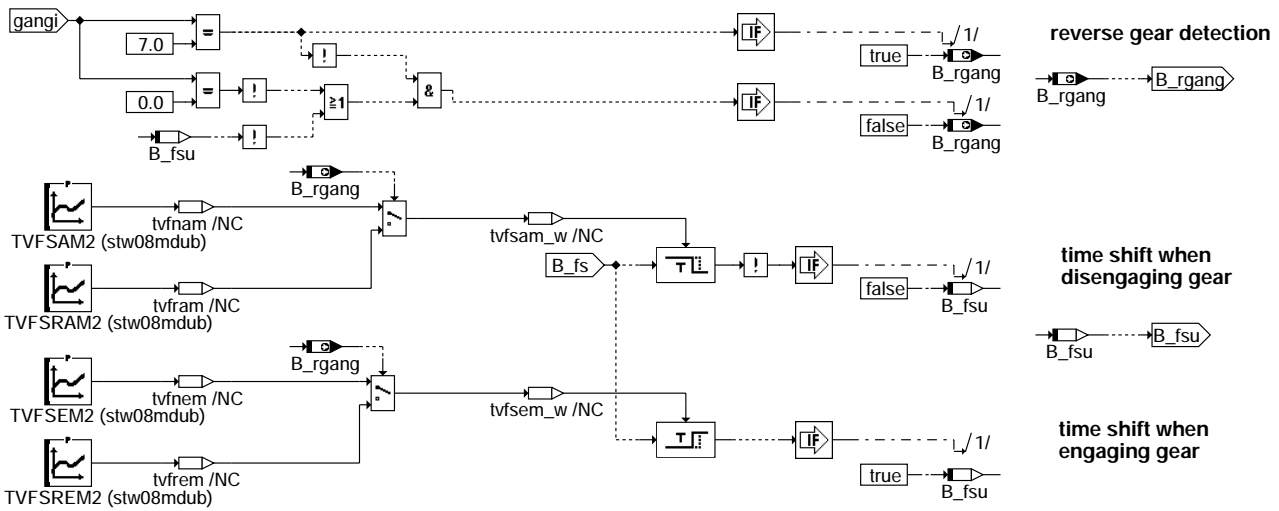 gangi
7.0
=
!
IF
/1/
true
B_rgang
reverse gear detection
B_rgang
B_rgang
0.0
=
!
≥1
&
IF
/1/
false
B_rgang
B_fsu
!
B_rgang
P
TVFSAM2 (stw08mdub)
tvfnam /NC
tvfsam_w /NC
P
TVFSRAM2 (stw08mdub)
tvfram /NC
B_fs
T
!
IF
/1/
false
B_fsu
time shift when
disengaging gear
B_fsu
B_fsu
B_rgang
P
TVFSEM2 (stw08mdub)
tvfnem /NC
tvfsem_w /NC
P
TVFSREM2 (stw08mdub)
tvfrem /NC
T
IF
/1/
true
B_fsu
time shift when
engaging gear